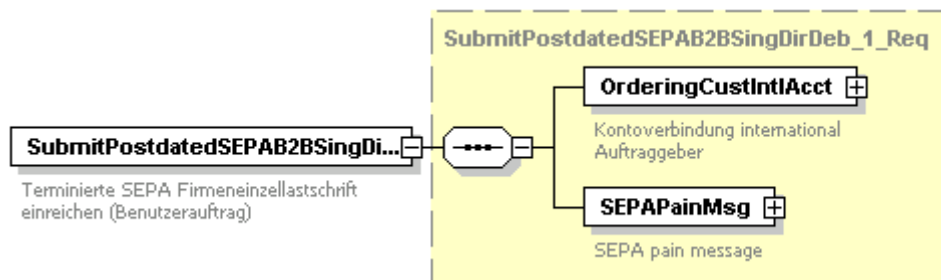 SubmitPostdatedSEPAB2BSingDirDeb_1_Req
OrderingCustIntlAcct
Kontoverbindung international
Auftraggeber
SubmitPostdatedSEPAB2BSingDi...
Terminierte SEPA Firmeneinzellastschrift
einreichen (Benutzerauftrag)
SEPAPainMsg
SEPA pain message